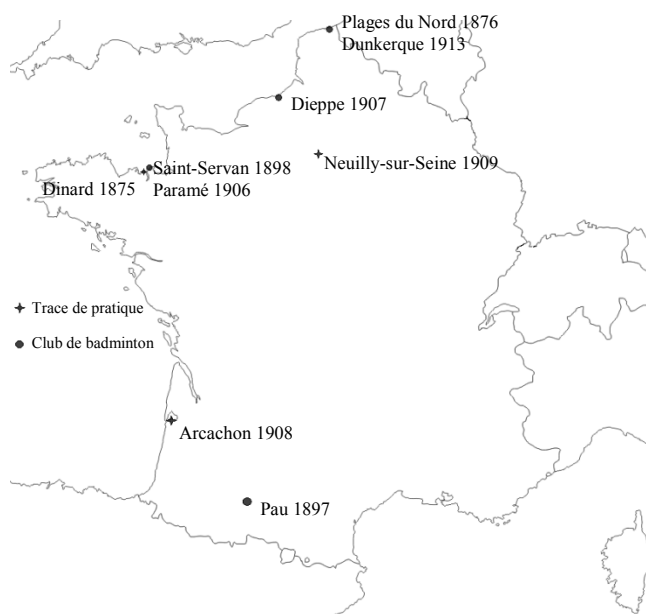 Plages du Nord 1876
Dunkerque 1913
Dieppe 1907
Neuilly-sur-Seine 1909
Saint-Servan 1898
Dinard 1875 Paramé 1906
Trace de pratique
Club de badminton
Arcachon 1908
Pau 1897